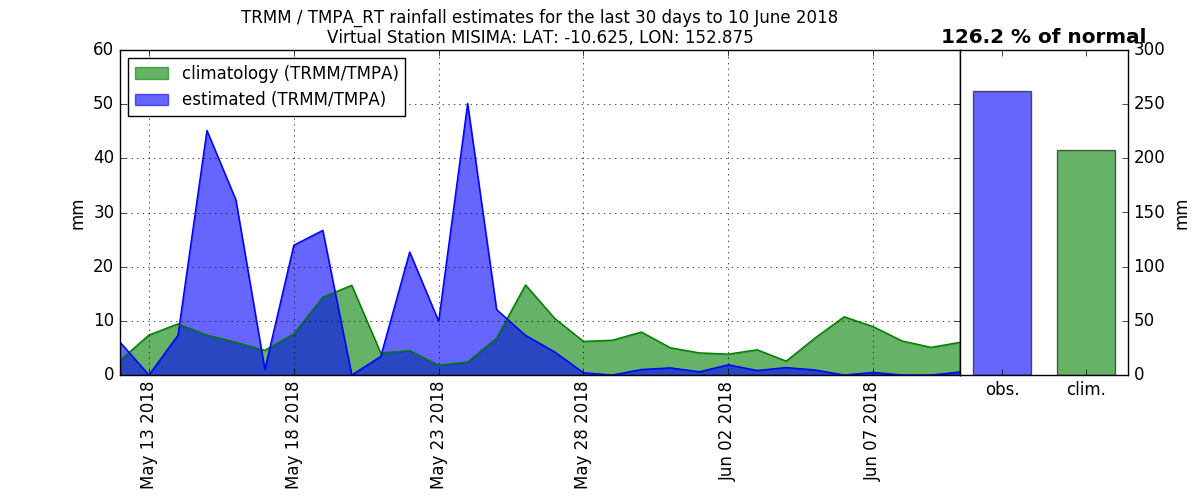 TRMM / TMPA_RT rainfall estimates for the last 30 days to 10 June 2018
Virtual Station MISIMA: LAT: -10.625, LON: 152.875
126.2 % of normal
climatology (TRMM/TMPA)
estimated (TRMM/TMPA)
60
50
40
30
20
10
0
mm
300
250
200
150
100
50
0
mm
obs.
clim.
May 13 2018
May 18 2018
May 23 2018
May 28 2018
Jun 02 2018
Jun 07 2018